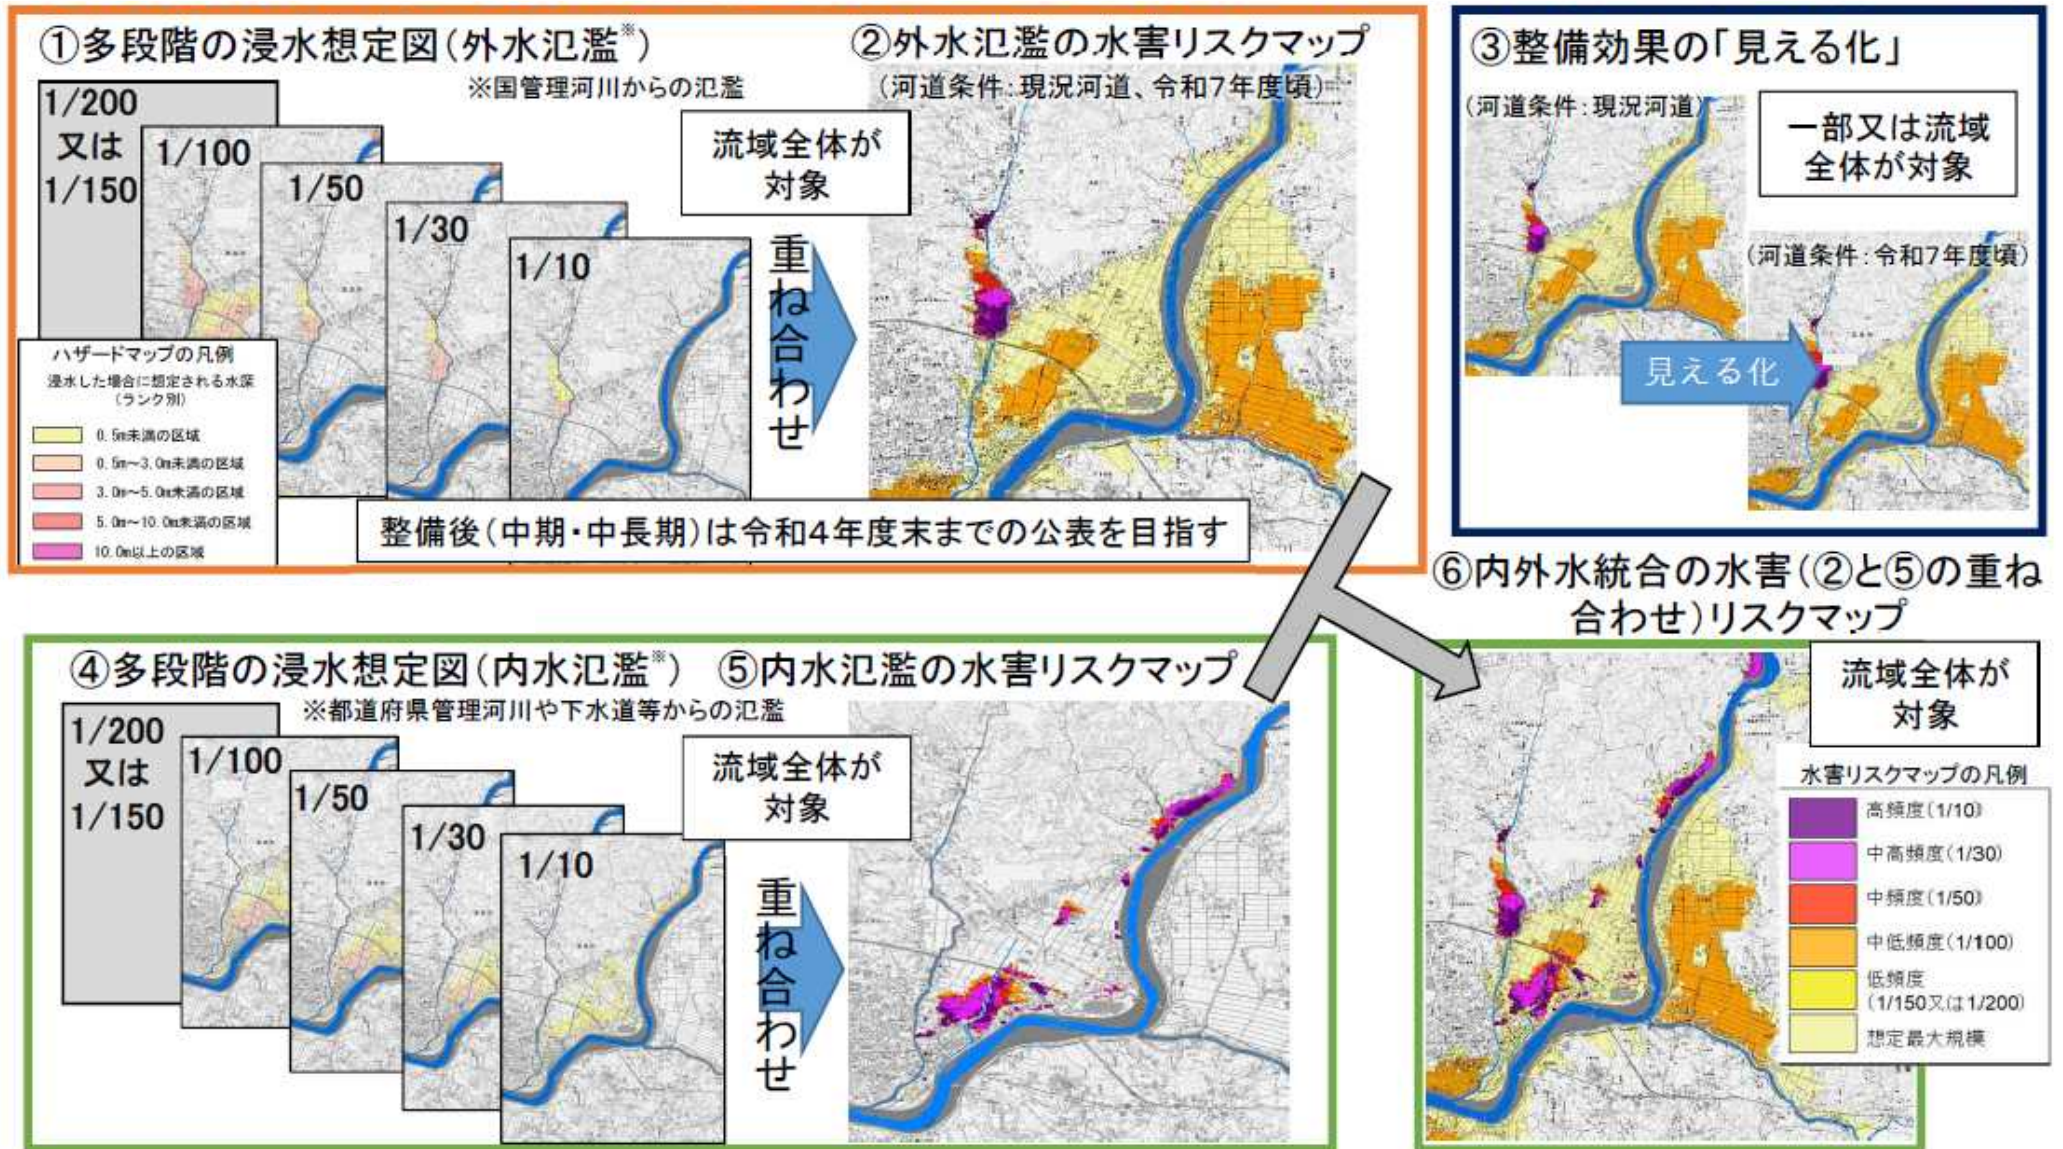 ①多段階の浸水想定図(外水氾濫※)
※国管理河川からの氾濫
1/200
又は
1/150
1/100
1/50
1/30
1/10
ハザードマップの凡例
浸水した場合に想定される水深
(ランク別)
0.5m未満の区域
0.5m~3.0m未満の区域
3.0m~5.0m未満の区域
5.0m~10.0m未満の区域
10.0m以上の区域
流域全体が
対象
重ね合わせ
②外水氾濫の水害リスクマップ
(河道条件:現況河道、令和7年度頃)
整備後(中期・中長期)は令和4年度末までの公表を目指す
③整備効果の「見える化」
(河道条件:現況河道)
一部又は流域
全体が対象
(河道条件:令和7年度頃)
見える化
④多段階の浸水想定図(内水氾濫※)
※都道府県管理河川や下水道等からの氾濫
1/200
又は
1/150
1/100
1/50
1/30
1/10
流域全体が
対象
重ね合わせ
⑤内水氾濫の水害リスクマップ
⑥内外水統合の水害(②と⑤の重ね
合わせ)リスクマップ
流域全体が
対象
水害リスクマップの凡例
高頻度(1/10)
中高頻度(1/30)
中頻度(1/50)
中低頻度(1/100)
低頻度
(1/150又は1/200)
想定最大規模